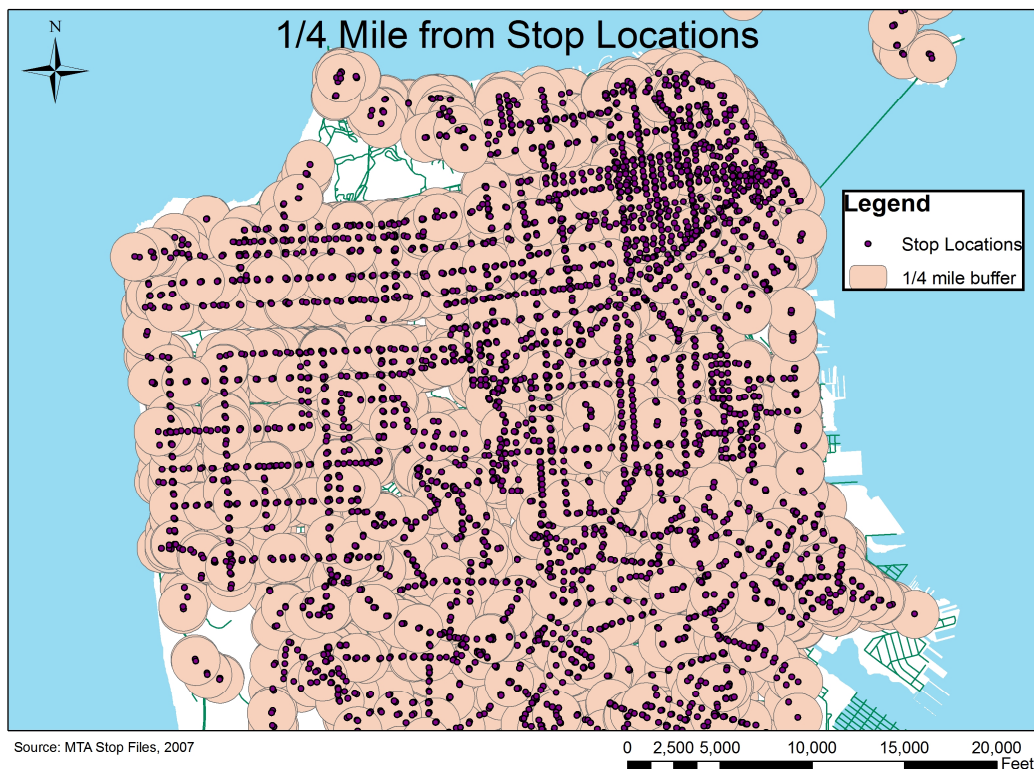 N
1/4 Mile from Stop Locations
Legend
Stop Locations
1/4 mile buffer
Source: MTA Stop Files, 2007
0 2,500 5,000 10,000 15,000 20,000
Feet